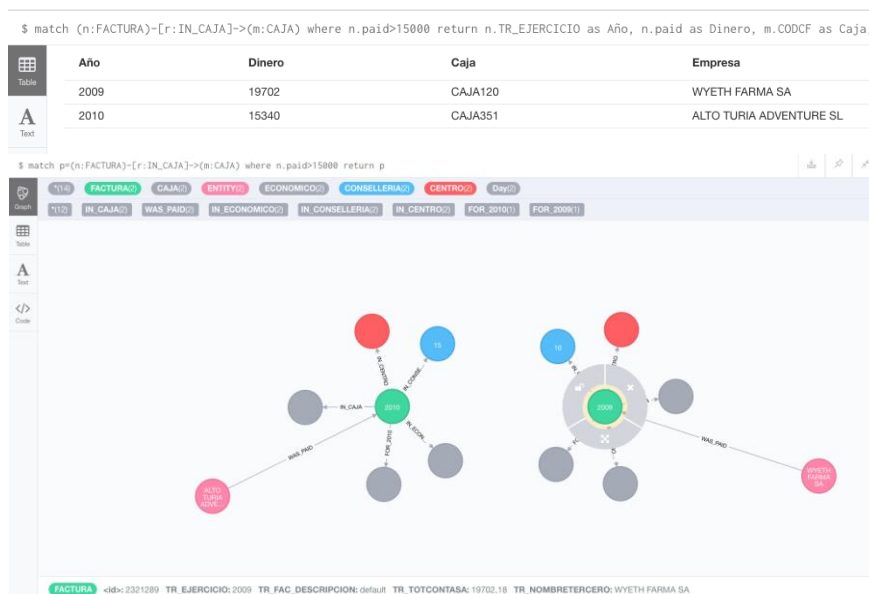 $ match (n:FACTURA)-[r:IN_CAJA]->(m:CAJA) where n.paid>15000 return n.TR_EJERCICIO as Año, n.paid as Dinero, m.CODCF as Caja
Table
Text
Año Dinero Caja Empresa
2009 19702 CAJA120 WYETH FARMA SA
2010 15340 CAJA351 ALTO TURIA ADVENTURE SL
$ match p=(n:FACTURA)-[r:IN_CAJA]->(m:CAJA) where n.paid>15000 return p
Graph
Table
Text
Code
*(14) FACTURA(2) CAJA(2) ENTITY(2) ECONOMICO(2) CONSELLERIA(2) CENTRO(2) Day(2)
*(12) IN_CAJA(2) WAS_PAID(2) IN_ECONOMICO(2) IN_CONSELLERIA(2) IN_CENTRO(2) FOR_2010(1) FOR_2009(1)
15
10
IN_CENTRO
IN_CONSE...
IN_CAJA
2010
2009
FOR_2010
IN_ECON...
WAS_PAID
WAS_PAID
ALTO
TURIA
ADVE...
WYETH
FARMA
SA
FACTURA <id>: 2321289 TR_EJERCICIO: 2009 TR_FAC_DESCRIPCION: default TR_TOTCONTASA: 19702,18 TR_NOMBRETERCERO: WYETH FARMA SA